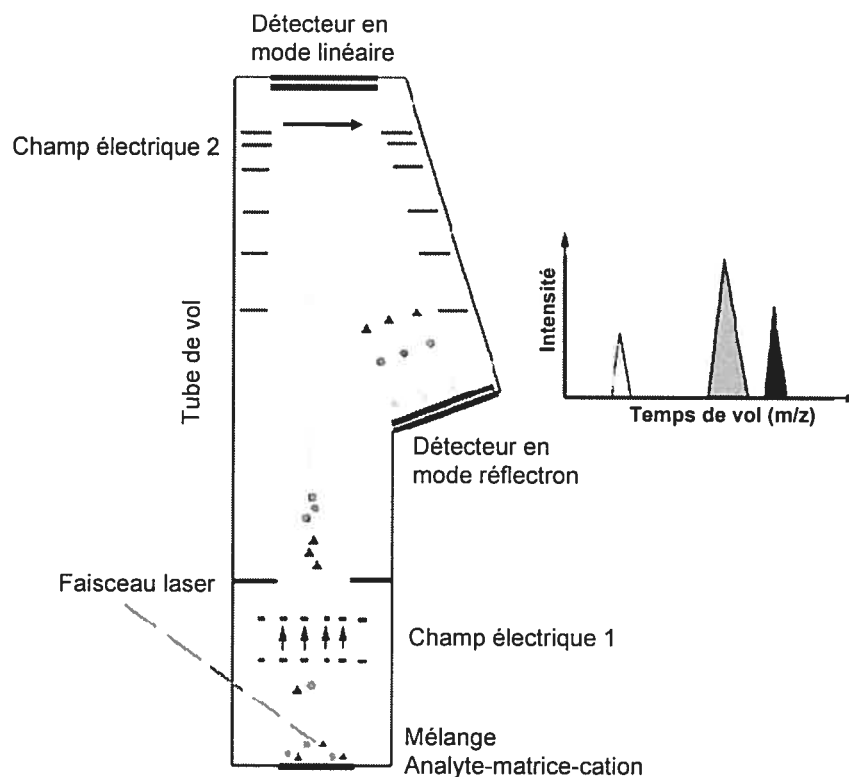 Détecteur en
mode linéaire
Champ électrique 2
Tube de vol
Intensité
Temps de vol (m/z)
Détecteur en
mode réflectron
Faisceau laser
Champ électrique 1
Mélange
Analyte-matrice-cation